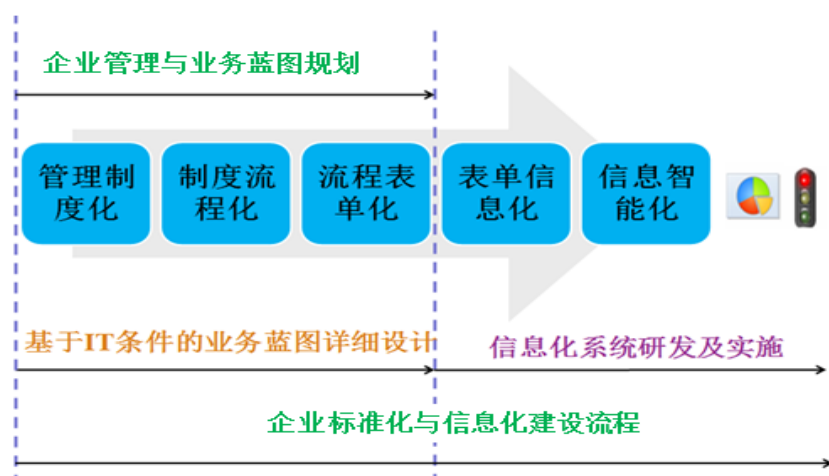 企业管理与业务蓝图规划
管理制
度化
制度流
程化
流程表
单化
表单信
息化
信息智
能化
基于IT条件的业务蓝图详细设计
信息化系统研发及实施
企业标准化与信息化建设流程